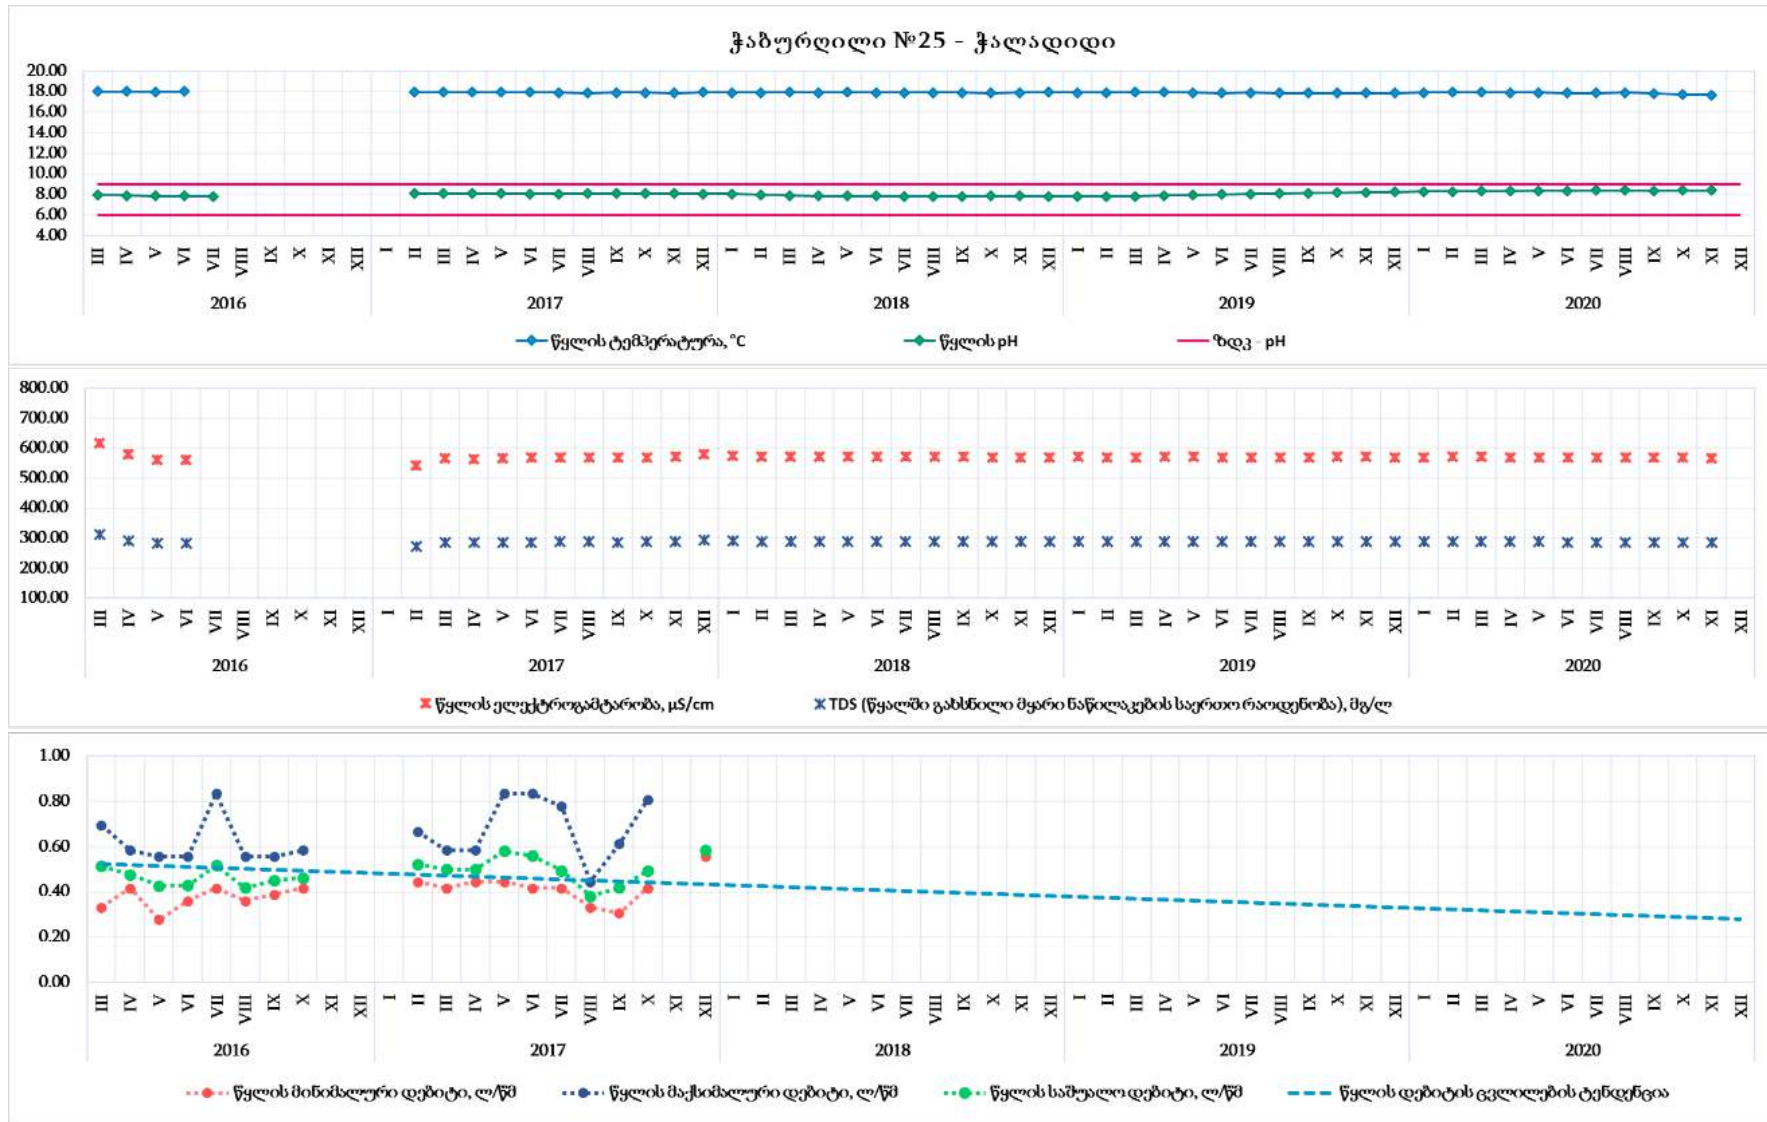 ჭაბურღილი №25 - ჭალადიდი
20.00
18.00
16.00
14.00
12.00
10.00
8.00
6.00
4.00
III IV V VI VII VIII IX X XI XII I II III IV V VI VII VIII IX X XI XII I II III IV V VI VII VIII IX X XI XII I II III IV V VI VII VIII IX X XI XII I II III IV V VI VII VIII IX X XI XII
2016 2017 2018 2019 2020
წყლის ტემპერატურა, °C წყლის pH ზდკ - pH
800.00
700.00
600.00
500.00
400.00
300.00
200.00
100.00
III IV V VI VII VIII IX X XI XII I II III IV V VI VII VIII IX X XI XII I II III IV V VI VII VIII IX X XI XII I II III IV V VI VII VIII IX X XI XII I II III IV V VI VII VIII IX X XI XII
2016 2017 2018 2019 2020
წყლის ელექტროგამტარობა, µS/cm TDS (წყალში გახსნილი მყარი ნაწილაკების საერთო რაოდენობა), მგ/ლ
1.00
0.80
0.60
0.40
0.20
0.00
III IV V VI VII VIII IX X XI XII I II III IV V VI VII VIII IX X XI XII I II III IV V VI VII VIII IX X XI XII I II III IV V VI VII VIII IX X XI XII I II III IV V VI VII VIII IX X XI XII
2016 2017 2018 2019 2020
წყლის მინიმალური დებიტი, ლ/წმ წყლის მაქსიმალური დებიტი, ლ/წმ წყლის საშუალო დებიტი, ლ/წმ წყლის დებიტის ცვლილების ტენდენცია